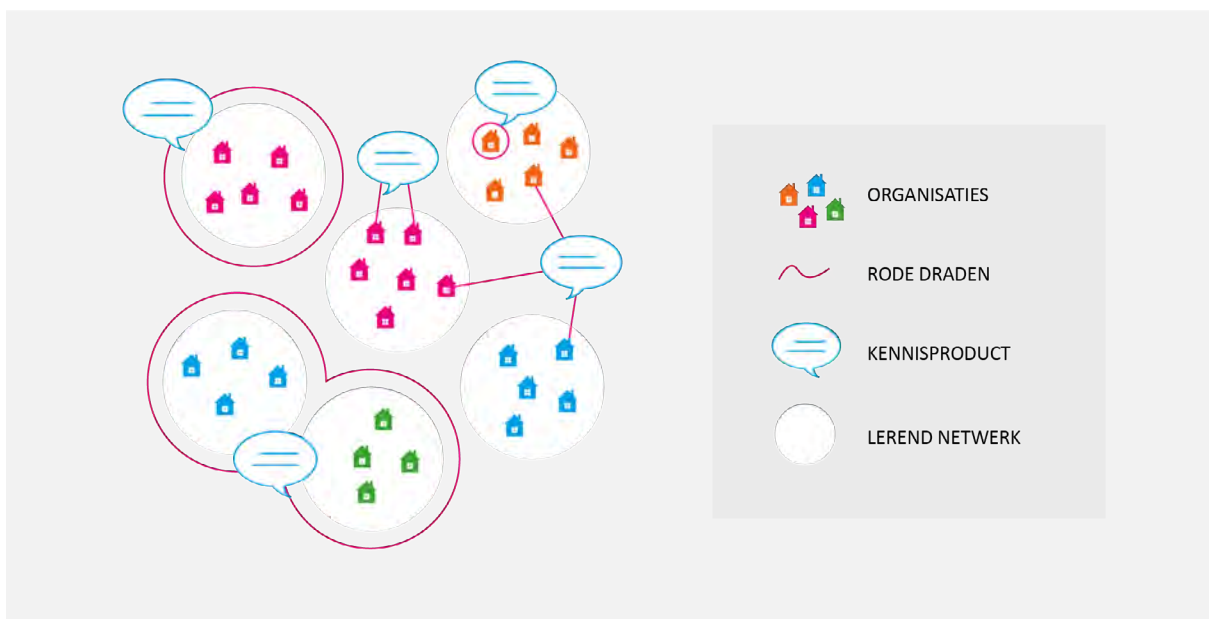 ORGANISATIES
RODE DRADEN
KENNISPRODUCT
LEREND NETWERK